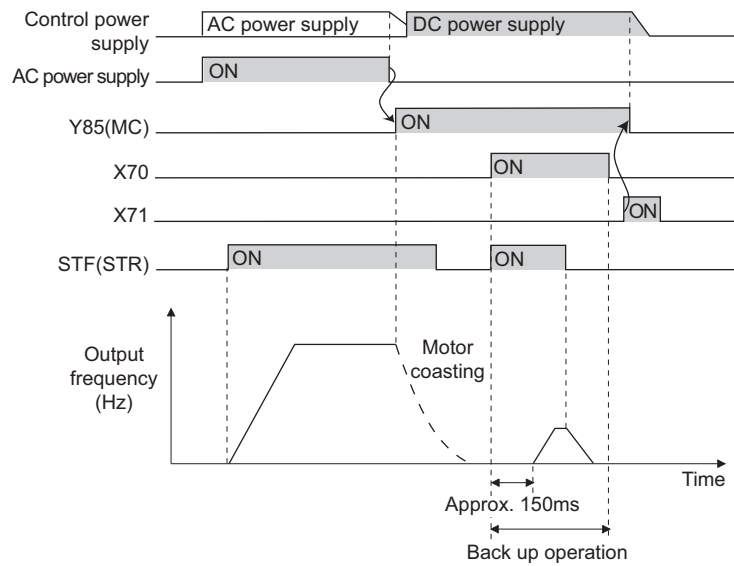 Control power
supply
AC power supply
DC power supply
AC power supply
ON
Y85(MC)
ON
X70
ON
X71
ON
STF(STR)
ON
ON
Output
frequency
(Hz)
Motor
coasting
Time
Approx. 150ms
Back up operation